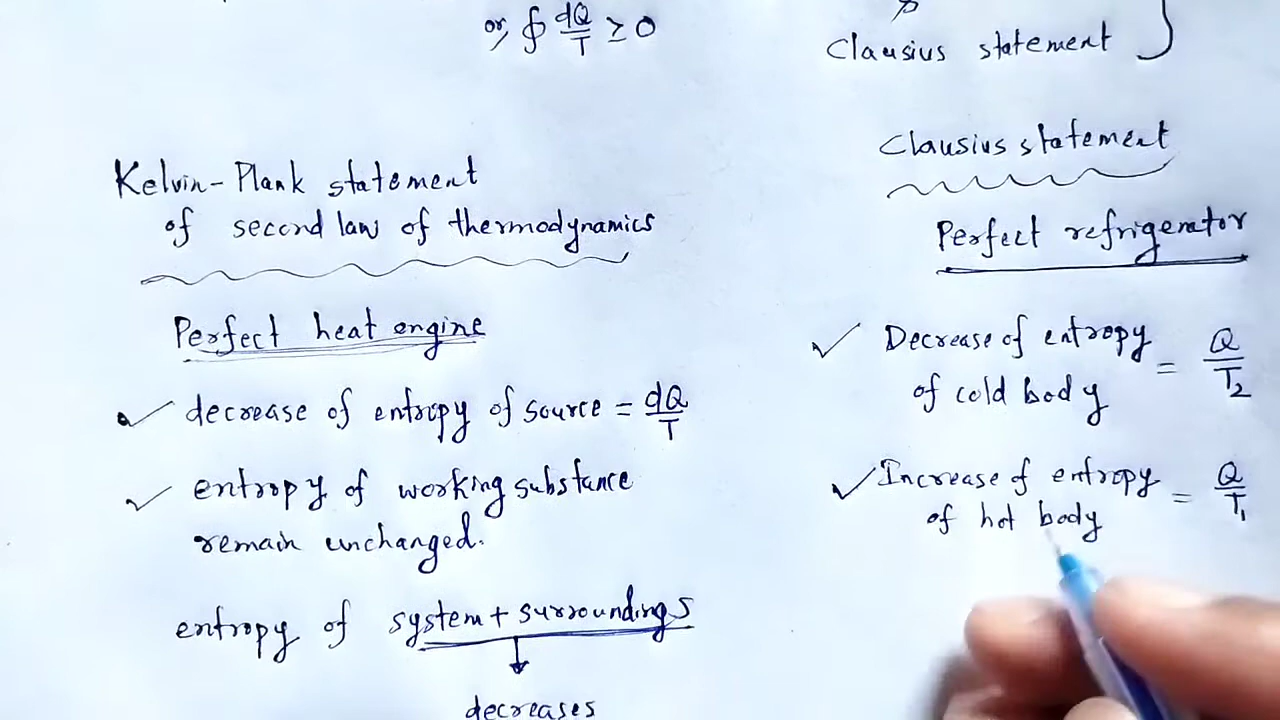 or, ∮ dQ/T ≥ 0
Kelvin-Plank statement
of second law of thermodynamics
Perfect heat engine
decrease of entropy of source = dQ/T
entropy of working substance
remain unchanged.
entropy of system + surroundings
decreases
Clausius statement
Clausius statement
Perfect refrigerator
Decrease of entropy
of cold body = Q/T2
Increase of entropy
of hot body = Q/T1